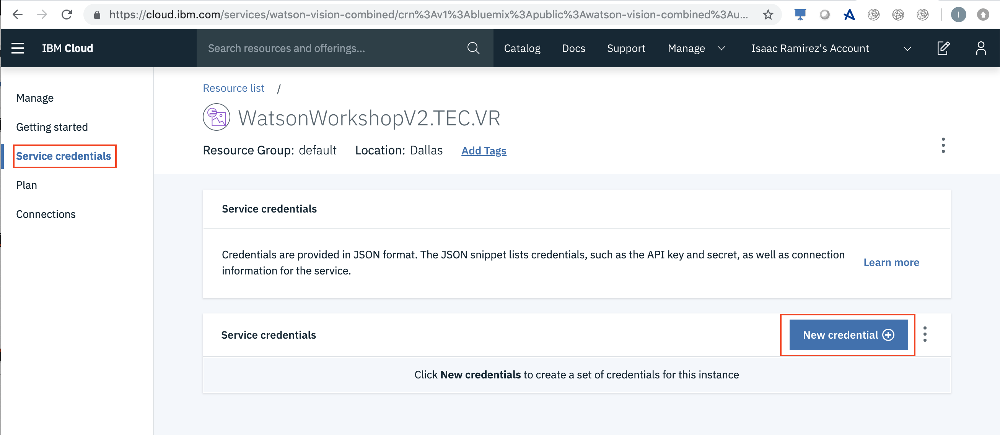 https://cloud.ibm.com/services/watson-vision-combined/crn%3Av1%3Abluemix%3Apublic%3Awatson-vision-combined%3Au...
I
IBM Cloud
Search resources and offerings...
Catalog
Docs
Support
Manage
Isaac Ramirez's Account
Manage
Getting started
Service credentials
Plan
Connections
Resource list /
WatsonWorkshopV2.TEC.VR
Resource Group: default Location: Dallas Add Tags
Service credentials
Credentials are provided in JSON format. The JSON snippet lists credentials, such as the API key and secret, as well as connection
information for the service.
Learn more
Service credentials
New credential
Click New credentials to create a set of credentials for this instance